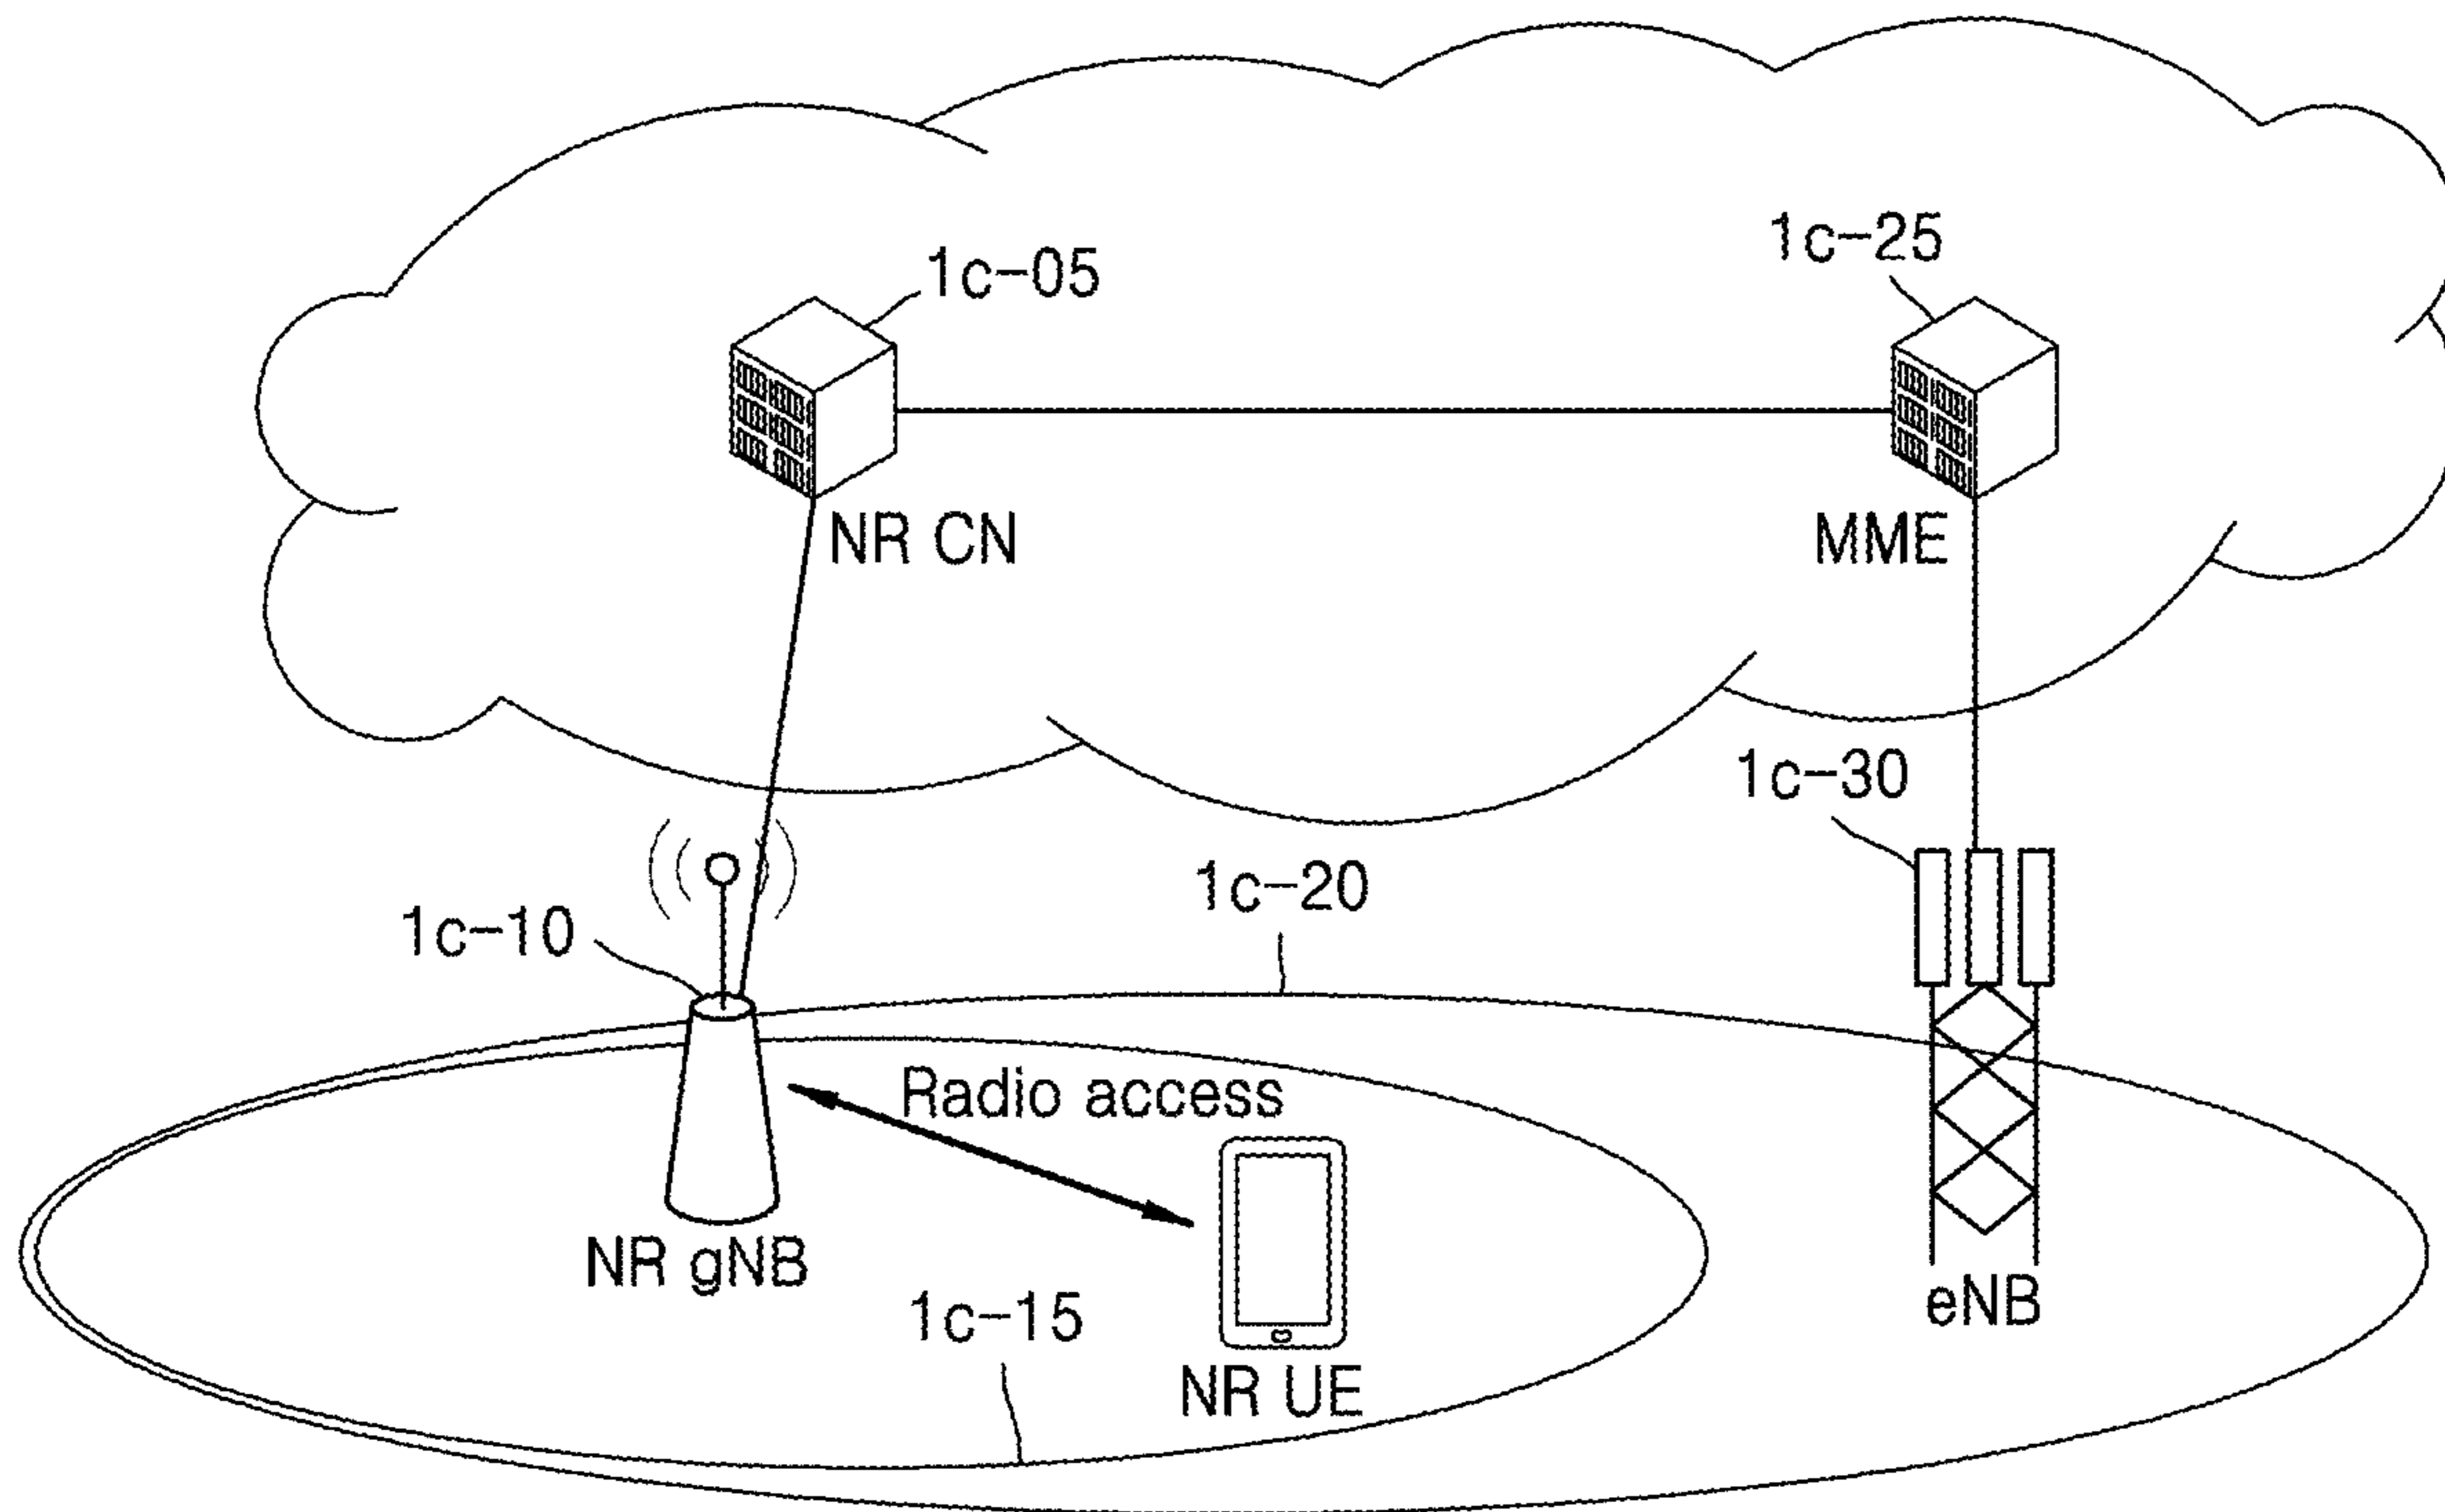 1c-25
1c-05
NR CN
MME
1c-30
1c-20
1c-10
Radio access
NR gNB
1c-15
eNB
NR UE